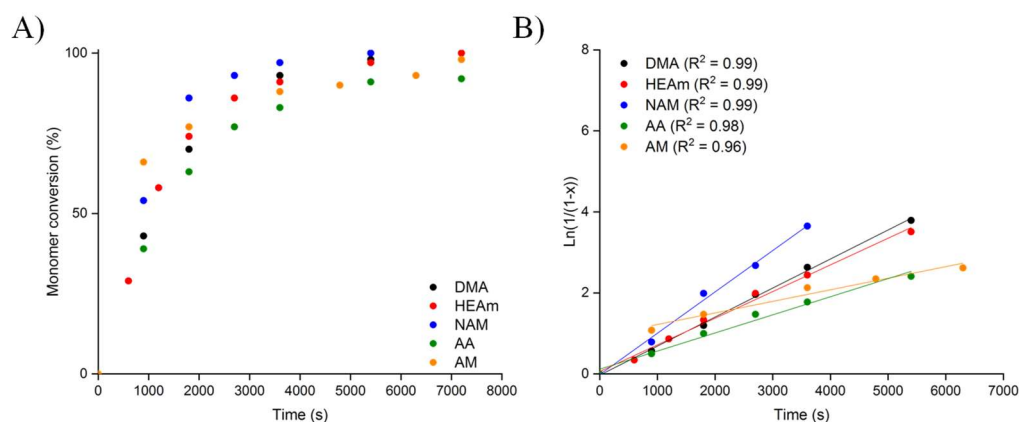 A)
Monomer conversion (%)
100
50
0
DMA
HEAm
NAM
AA
AM
0 1000 2000 3000 4000 5000 6000 7000 8000
Time (s)
B)
Ln(1/(1-x))
8
6
4
2
0
DMA (R² = 0.99)
HEAm (R² = 0.99)
NAM (R² = 0.99)
AA (R² = 0.98)
AM (R² = 0.96)
0 1000 2000 3000 4000 5000 6000 7000
Time (s)